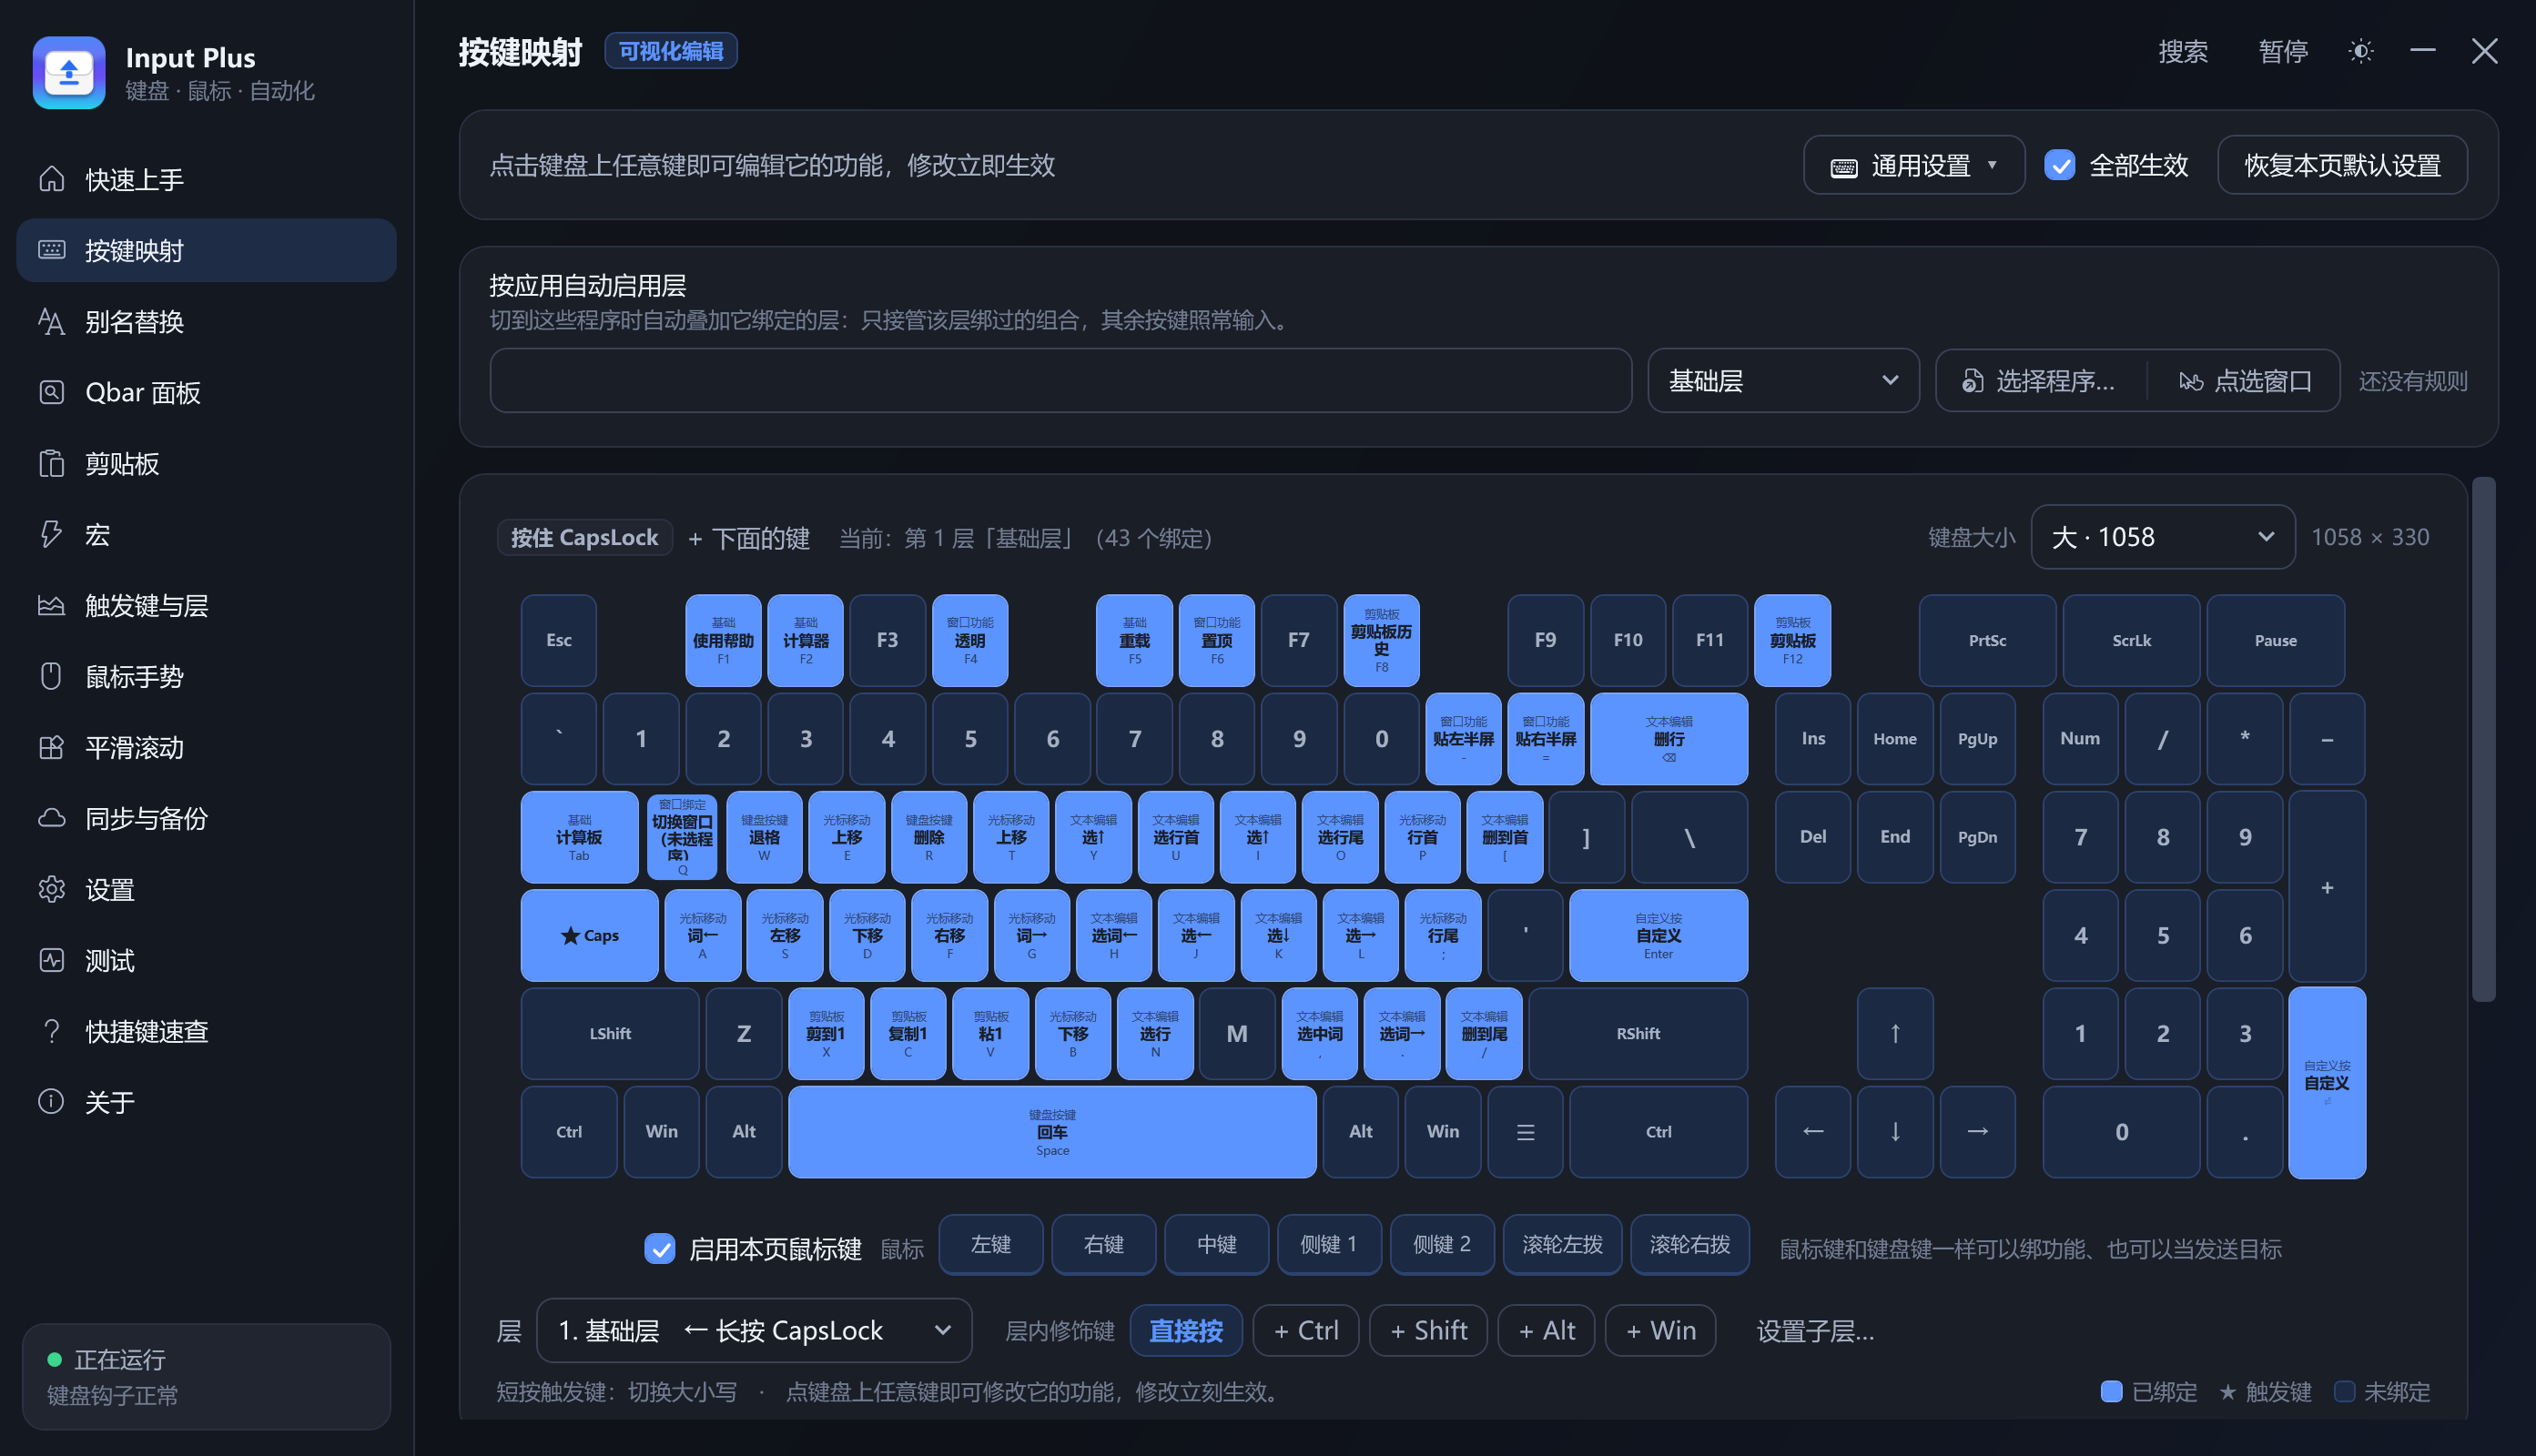 Input Plus
键盘 · 鼠标 · 自动化
快速上手
按键映射
别名替换
Qbar 面板
剪贴板
宏
触发键与层
鼠标手势
平滑滚动
同步与备份
设置
测试
快捷键速查
关于
正在运行
键盘钩子正常
按键映射 可视化编辑 搜索 暂停
点击键盘上任意键即可编辑它的功能，修改立即生效 通用设置 ▾ 全部生效 恢复本页默认设置
按应用自动启用层
切到这些程序时自动叠加它绑定的层：只接管该层绑过的组合，其余按键照常输入。
基础层 选择程序... 点选窗口 还没有规则
按住 CapsLock + 下面的键 当前：第 1 层「基础层」 (43 个绑定) 键盘大小 大 · 1058 1058 × 330
Esc
基础 使用帮助 F1
基础 计算器 F2
F3
窗口功能 透明 F4
基础 重载 F5
窗口功能 置顶 F6
F7
剪贴板 剪贴板历史 F8
F9
F10
F11
剪贴板 剪贴板 F12
PrtSc
ScrLk
Pause
` 1 2 3 4 5 6 7 8 9 0
窗口功能 贴左半屏 -
窗口功能 贴右半屏 =
文本编辑 删行 ⌫
Ins Home PgUp Num / * −
基础 计算板 Tab
窗口绑定 切换窗口（未选程序） Q
键盘按键 退格 W
光标移动 上移 E
键盘按键 删除 R
光标移动 上移 T
文本编辑 选↑ Y
文本编辑 选行首 U
文本编辑 选↑ I
文本编辑 选行尾 O
光标移动 行首 P
文本编辑 删到首 [
] \
Del End PgDn 7 8 9 +
★ Caps
光标移动 词← A
光标移动 左移 S
光标移动 下移 D
光标移动 右移 F
光标移动 词→ G
文本编辑 选词← H
文本编辑 选← J
文本编辑 选↓ K
文本编辑 选→ L
光标移动 行尾 ;
'
自定义按 自定义 Enter
4 5 6
LShift
Z
剪贴板 剪到1 X
剪贴板 复制1 C
剪贴板 粘1 V
光标移动 下移 B
文本编辑 选行 N
M
文本编辑 选中词 ,
文本编辑 选词→ .
文本编辑 删到尾 /
RShift
↑
1 2 3
自定义按 自定义 ⏎
Ctrl Win Alt
键盘按键 回车 Space
Alt Win ☰ Ctrl
← ↓ → 0 .
启用本页鼠标键 鼠标 左键 右键 中键 侧键 1 侧键 2 滚轮左拨 滚轮右拨 鼠标键和键盘键一样可以绑功能、也可以当发送目标
层 1. 基础层 ← 长按 CapsLock 层内修饰键 直接按 + Ctrl + Shift + Alt + Win 设置子层...
短按触发键：切换大小写 · 点键盘上任意键即可修改它的功能，修改立刻生效。 已绑定 ★ 触发键 未绑定